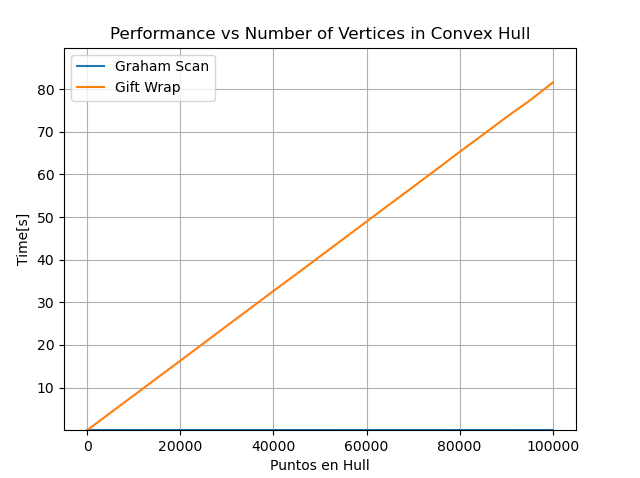 Performance vs Number of Vertices in Convex Hull
Graham Scan
Gift Wrap
80
70
60
50
40
30
20
10
Time[s]
0 20000 40000 60000 80000 100000
Puntos en Hull